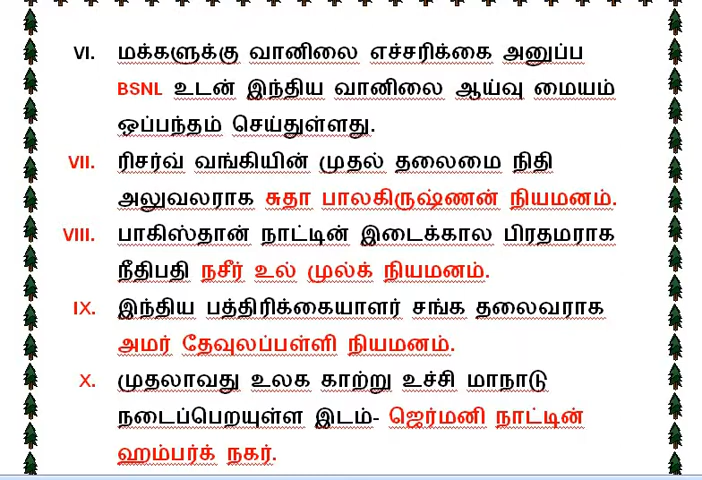 VI. மக்களுக்கு வானிலை எச்சரிக்கை அனுப்ப
BSNL உடன் இந்திய வானிலை ஆய்வு மையம்
ஒப்பந்தம் செய்துள்ளது.
VII. ரிசர்வ் வங்கியின் முதல் தலைமை நிதி
அலுவலராக சுதா பாலகிருஷ்ணன் நியமனம்.
VIII. பாகிஸ்தான் நாட்டின் இடைக்கால பிரதமராக
நீதிபதி நசீர் உல் முல்க் நியமனம்.
IX. இந்திய பத்திரிக்கையாளர் சங்க தலைவராக
அமர் தேவுலப்பள்ளி நியமனம்.
X. முதலாவது உலக காற்று உச்சி மாநாடு
நடைப்பெறயுள்ள இடம்- ஜெர்மனி நாட்டின்
ஹம்பர்க் நகர்.